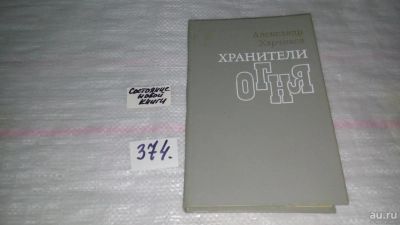 Александр
ХРАНИТЕЛИ
ОГНЯ
Состояние
новой
книги
374.
au.ru